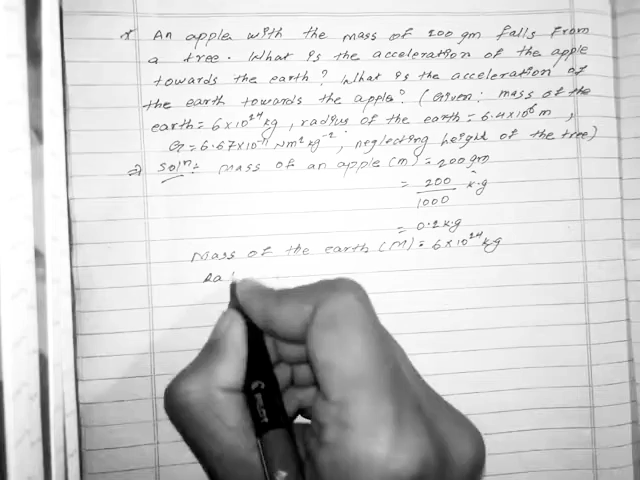 * An apple with the mass of 200 gm falls from
a tree. What is the acceleration of the apple
towards the earth? What is the acceleration of
the earth towards the apple? (Given: mass of the
earth = 6×10²⁴ kg, radius of the earth = 6.4×10⁶ m,
G = 6.67×10⁻¹¹ Nm² kg⁻², neglecting height of the tree)
⇒ Solⁿ: Mass of an apple (m) = 200 gm
= 200/1000 k.g
= 0.2 k.g
Mass of the earth (M) = 6×10²⁴ kg
Ra
PILOT